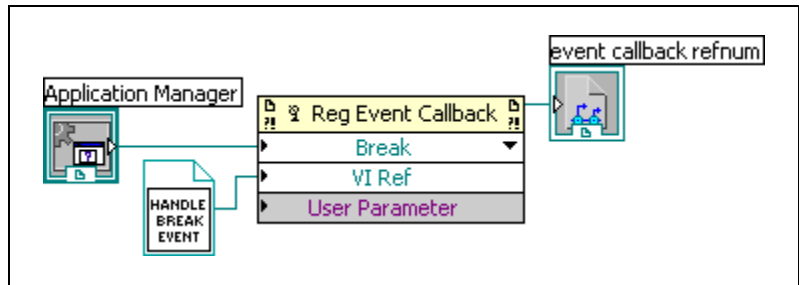 event callback refnum
Application Manager
?! Reg Event Callback ?!
Break
VI Ref
User Parameter
HANDLE
BREAK
EVENT
?